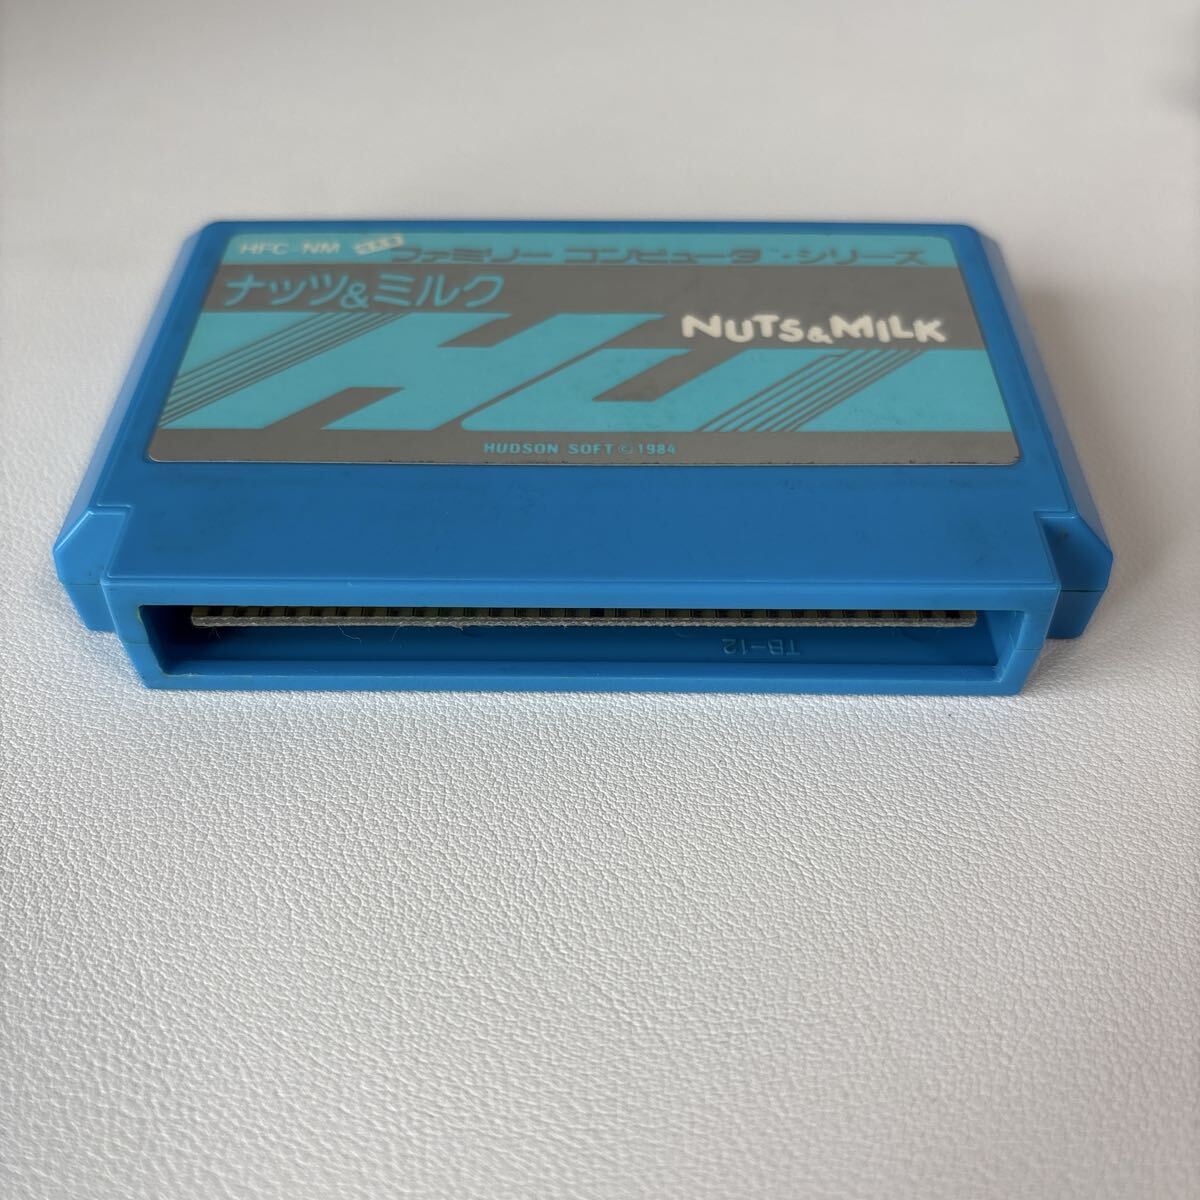 HFC-NM ファミリーコンピュータ・シリーズ
ナッツ&ミルク
NUTS&MILK
HU
HUDSON SOFT © 1984
TB-12